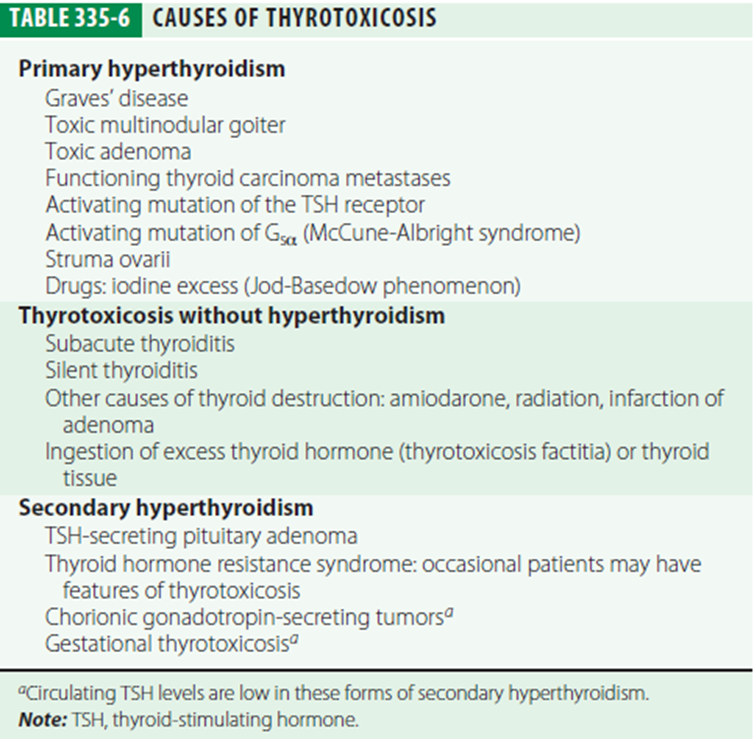 TABLE 335-6 CAUSES OF THYROTOXICOSIS
Primary hyperthyroidism
Graves’ disease
Toxic multinodular goiter
Toxic adenoma
Functioning thyroid carcinoma metastases
Activating mutation of the TSH receptor
Activating mutation of Gsα (McCune-Albright syndrome)
Struma ovarii
Drugs: iodine excess (Jod-Basedow phenomenon)
Thyrotoxicosis without hyperthyroidism
Subacute thyroiditis
Silent thyroiditis
Other causes of thyroid destruction: amiodarone, radiation, infarction of
adenoma
Ingestion of excess thyroid hormone (thyrotoxicosis factitia) or thyroid
tissue
Secondary hyperthyroidism
TSH-secreting pituitary adenoma
Thyroid hormone resistance syndrome: occasional patients may have
features of thyrotoxicosis
Chorionic gonadotropin-secreting tumorsa
Gestational thyrotoxicosisa
aCirculating TSH levels are low in these forms of secondary hyperthyroidism.
Note: TSH, thyroid-stimulating hormone.